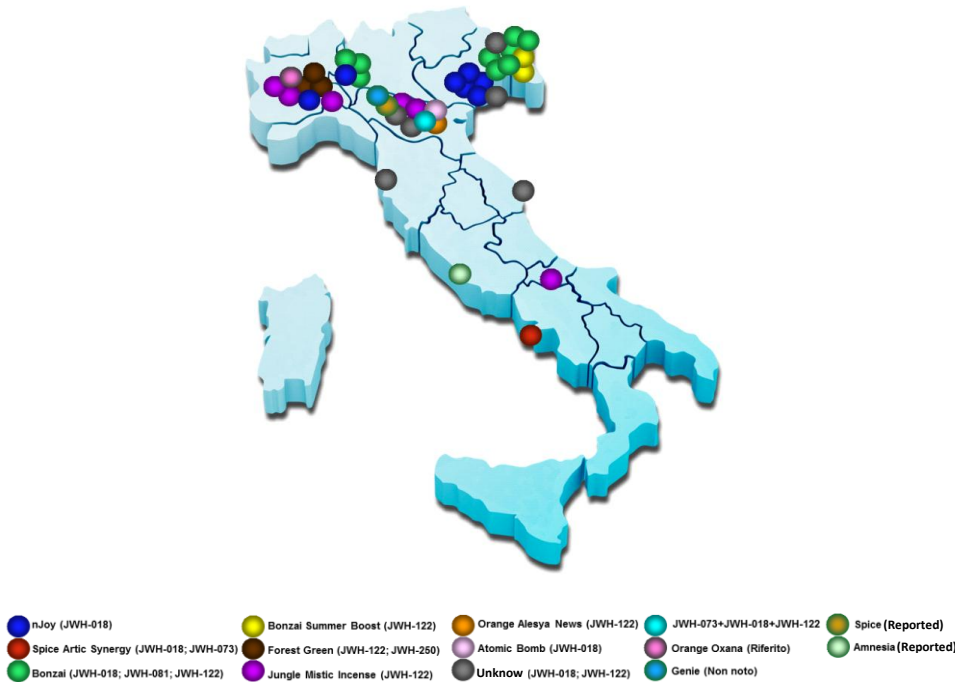 nJoy (JWH-018)
Spice Artic Synergy (JWH-018; JWH-073)
Bonzai (JWH-018; JWH-081; JWH-122)
Bonzai Summer Boost (JWH-122)
Forest Green (JWH-122; JWH-250)
Jungle Mistic Incense (JWH-122)
Orange Alesya News (JWH-122)
Atomic Bomb (JWH-018)
Unknow (JWH-018; JWH-122)
JWH-073+JWH-018+JWH-122
Orange Oxana (Riferito)
Genie (Non noto)
Spice (Reported)
Amnesia (Reported)